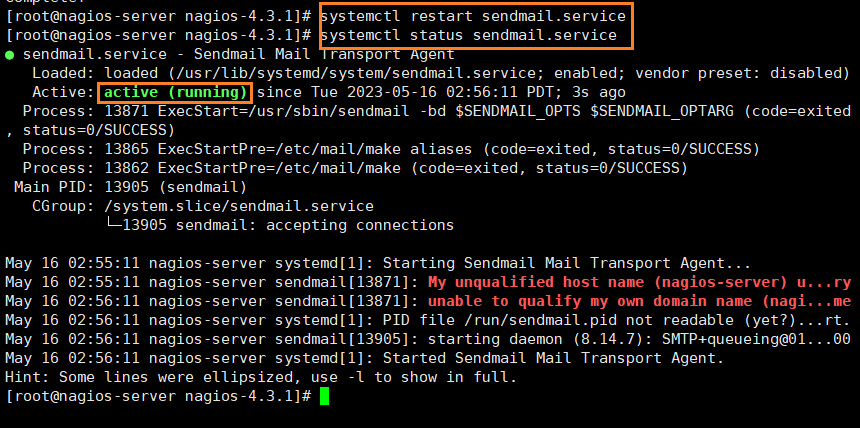 [root@nagios-server nagios-4.3.1]# systemctl restart sendmail.service
[root@nagios-server nagios-4.3.1]# systemctl status sendmail.service
● sendmail.service - Sendmail Mail Transport Agent
   Loaded: loaded (/usr/lib/systemd/system/sendmail.service; enabled; vendor preset: disabled)
   Active: active (running) since Tue 2023-05-16 02:56:11 PDT; 3s ago
  Process: 13871 ExecStart=/usr/sbin/sendmail -bd $SENDMAIL_OPTS $SENDMAIL_OPTARG (code=exited
, status=0/SUCCESS)
  Process: 13865 ExecStartPre=/etc/mail/make aliases (code=exited, status=0/SUCCESS)
  Process: 13862 ExecStartPre=/etc/mail/make (code=exited, status=0/SUCCESS)
 Main PID: 13905 (sendmail)
   CGroup: /system.slice/sendmail.service
           └─13905 sendmail: accepting connections

May 16 02:55:11 nagios-server systemd[1]: Starting Sendmail Mail Transport Agent...
May 16 02:55:11 nagios-server sendmail[13871]: My unqualified host name (nagios-server) u...ry
May 16 02:56:11 nagios-server sendmail[13871]: unable to qualify my own domain name (nagi...me
May 16 02:56:11 nagios-server systemd[1]: PID file /run/sendmail.pid not readable (yet?)...rt.
May 16 02:56:11 nagios-server sendmail[13905]: starting daemon (8.14.7): SMTP+queueing@01...00
May 16 02:56:11 nagios-server systemd[1]: Started Sendmail Mail Transport Agent.
Hint: Some lines were ellipsized, use -l to show in full.
[root@nagios-server nagios-4.3.1]#